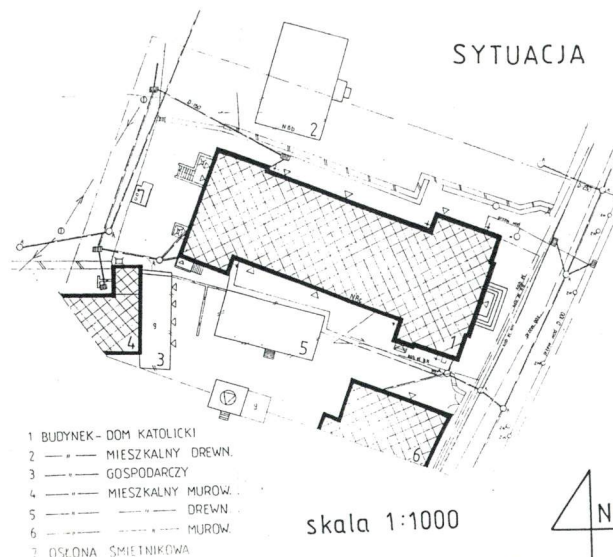 SYTUACJA
2
1
5
4
3
6
1 BUDYNEK - DOM KATOLICKI
2 — " — MIESZKALNY DREWN.
3 — " — GOSPODARCZY
4 — " — MIESZKALNY MUROW.
5 — " — — " — DREWN.
6 — " — — " — MUROW.
7 OSŁONA ŚMIETNIKOWA
skala 1:1000
N